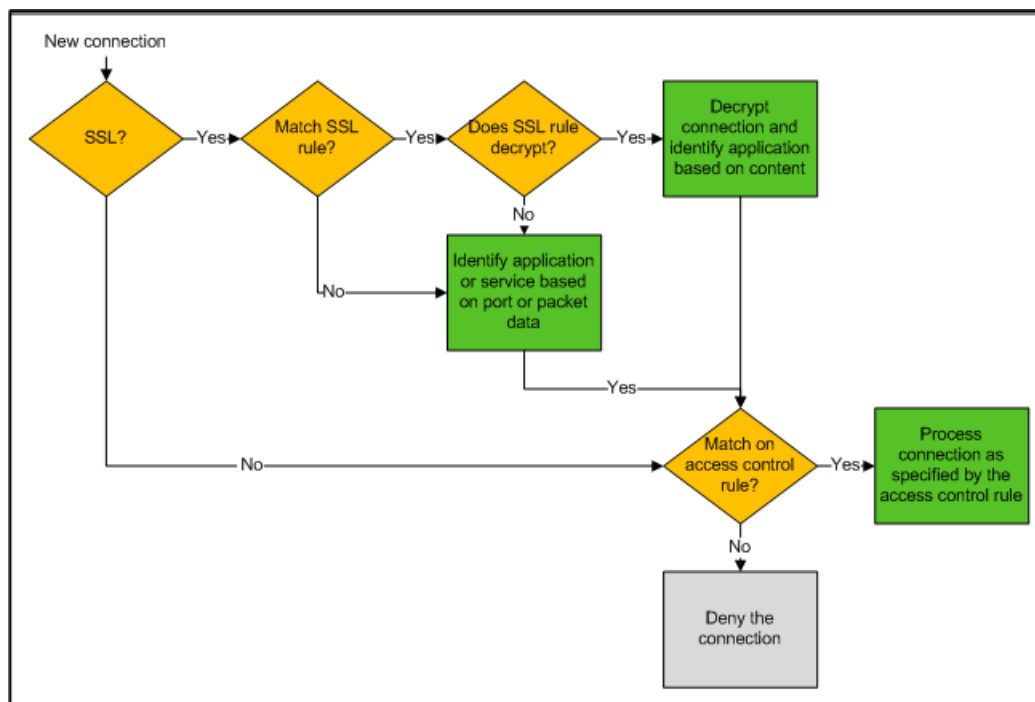 New connection
SSL?
Yes
Match SSL
rule?
Yes
Does SSL rule
decrypt?
Yes
Decrypt
connection and
identify application
based on content
No
Identify application
or service based
on port or packet
data
No
Yes
No
Match on
access control
rule?
Yes
Process
connection as
specified by the
access control rule
No
Deny the
connection